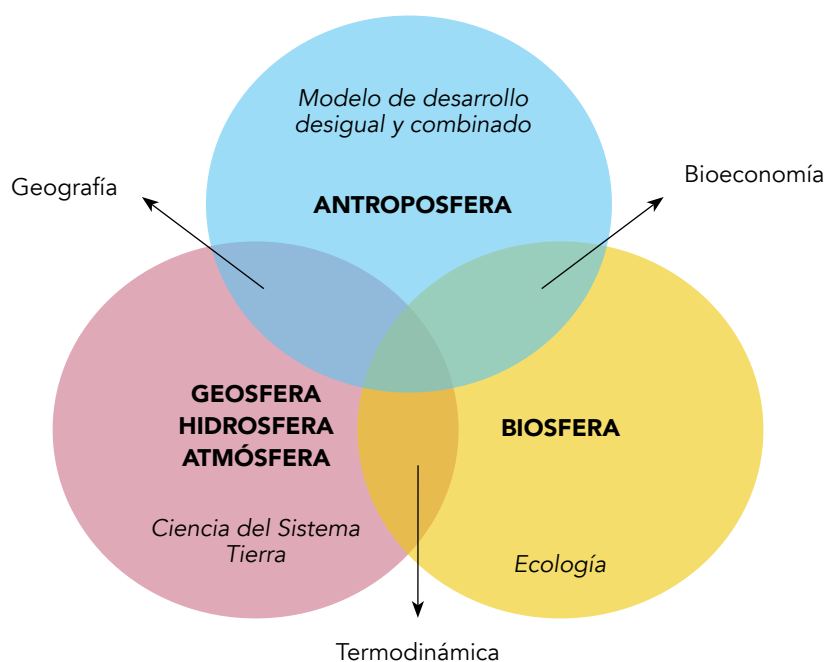 Modelo de desarrollo
desigual y combinado
Geografía
Bioeconomía
ANTROPOSFERA
GEOSFERA
HIDROSFERA
ATMÓSFERA
BIOSFERA
Ciencia del Sistema
Tierra
Ecología
Termodinámica